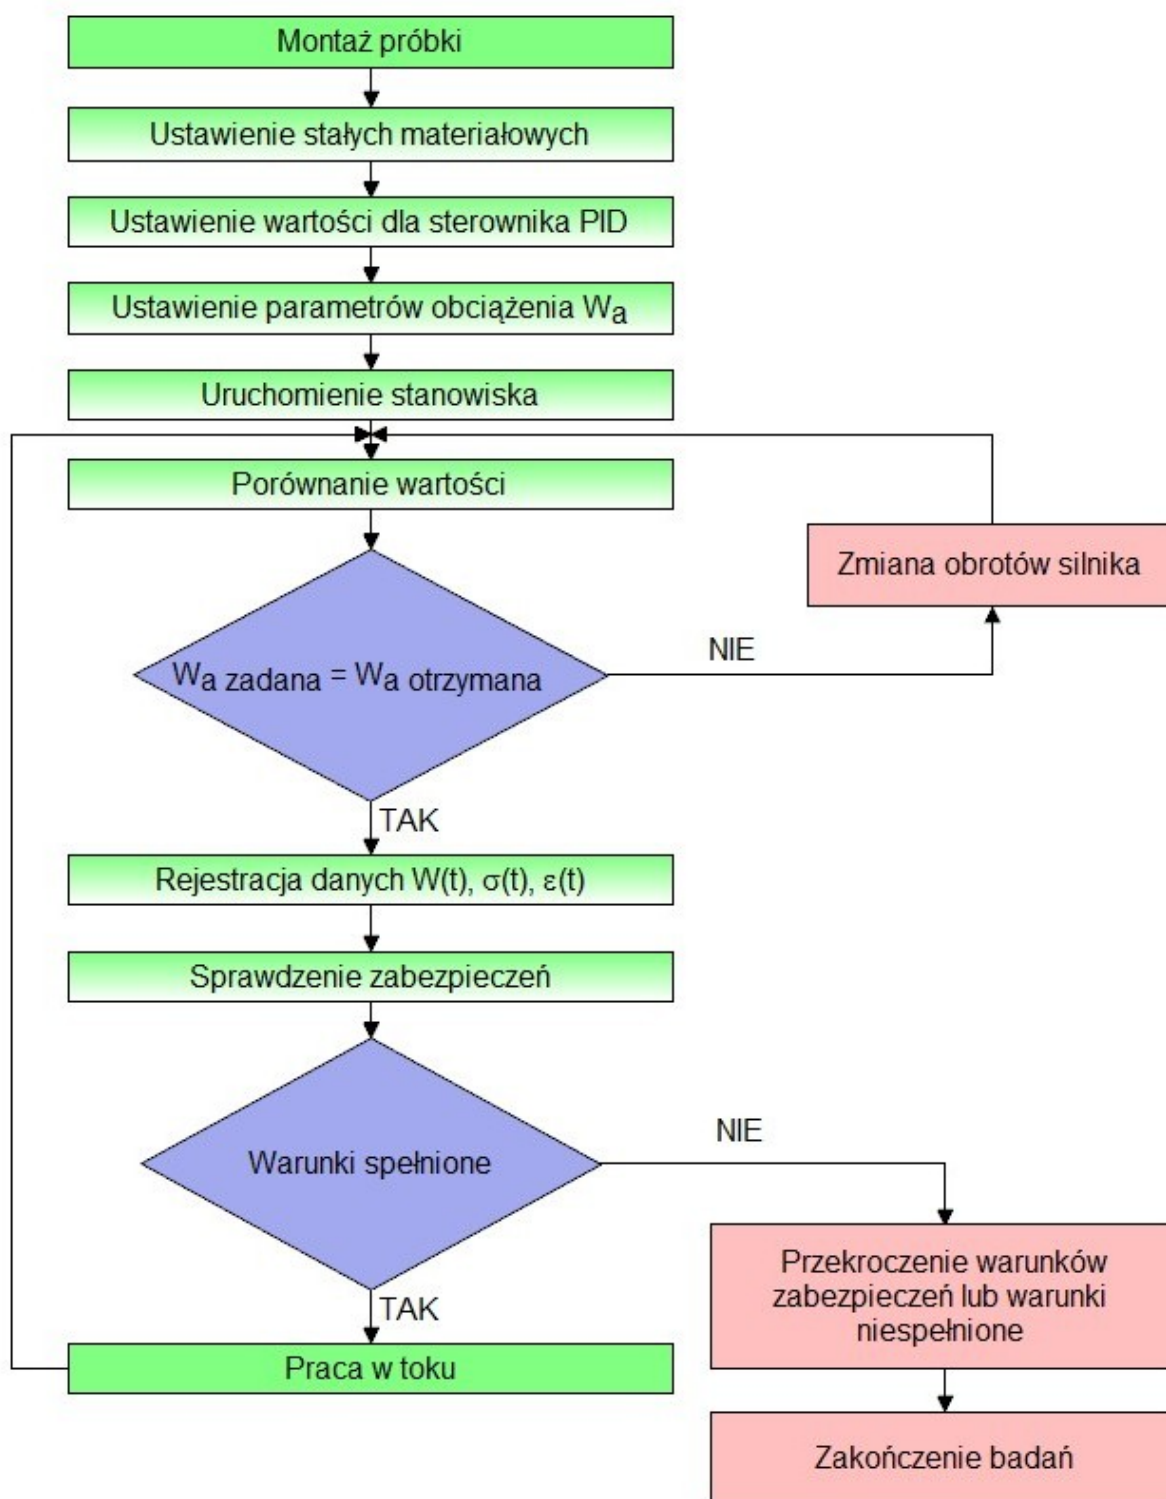 Montaż próbki
Ustawienie stałych materiałowych
Ustawienie wartości dla sterownika PID
Ustawienie parametrów obciążenia Wa
Uruchomienie stanowiska
Porównanie wartości
Zmiana obrotów silnika
NIE
Wa zadana = Wa otrzymana
TAK
Rejestracja danych W(t), σ(t), ε(t)
Sprawdzenie zabezpieczeń
NIE
Warunki spełnione
Przekroczenie warunków
zabezpieczeń lub warunki
niespełnione
TAK
Praca w toku
Zakończenie badań